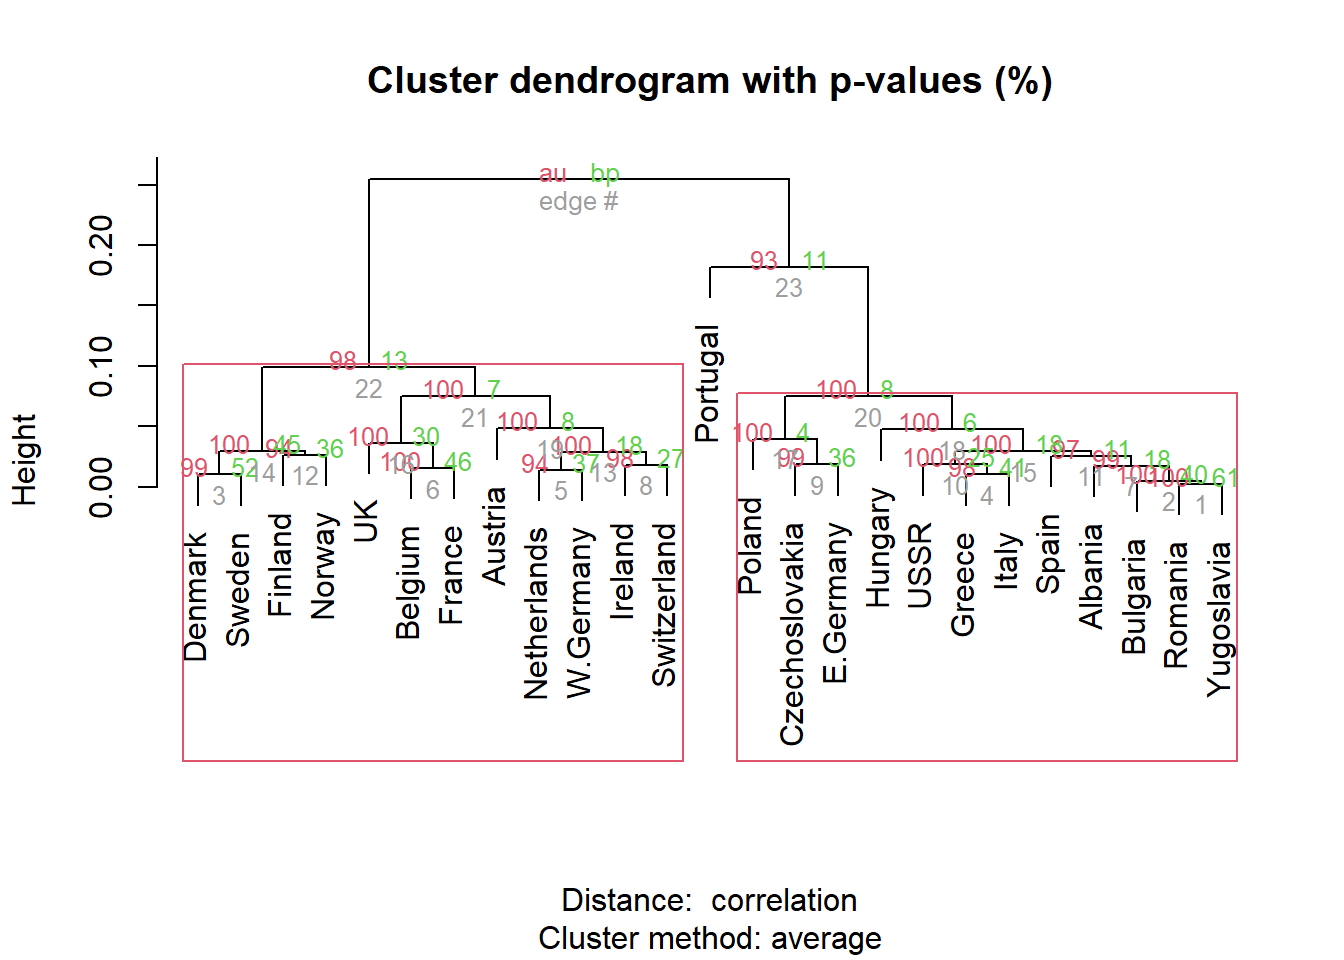 Cluster dendrogram with p-values (%)
au bp
edge #
0.20
93 11
23
Height
0.10
98 13
22
100 7
21
100 8
20
Portugal
100 8
19
100 6
18
100 30
16
100 4
17
100 45
14
94 36
12
99 52
3
100 46
6
100 18
13
94 37
5
98 27
8
99 36
9
100 18
15
100 25
10
98 41
4
97 11
99 18
11
100 40
7
100 61
2
1
0.00
Denmark
Sweden
Finland
Norway
UK
Belgium
France
Austria
Netherlands
W.Germany
Ireland
Switzerland
Poland
Czechoslovakia
E.Germany
Hungary
USSR
Greece
Italy
Spain
Albania
Bulgaria
Romania
Yugoslavia
Distance: correlation
Cluster method: average